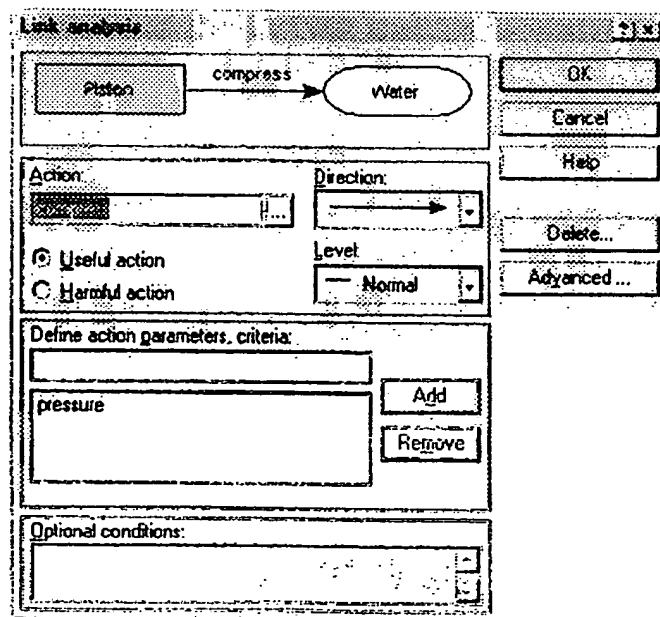 Link analysis
Piston compress Water
OK
Cancel
Help
Action: Direction:
...
Useful action
Harmful action
Level:
Normal
Delete...
Advanced ...
Define action parameters, criteria:
pressure
Add
Remove
Optional conditions: